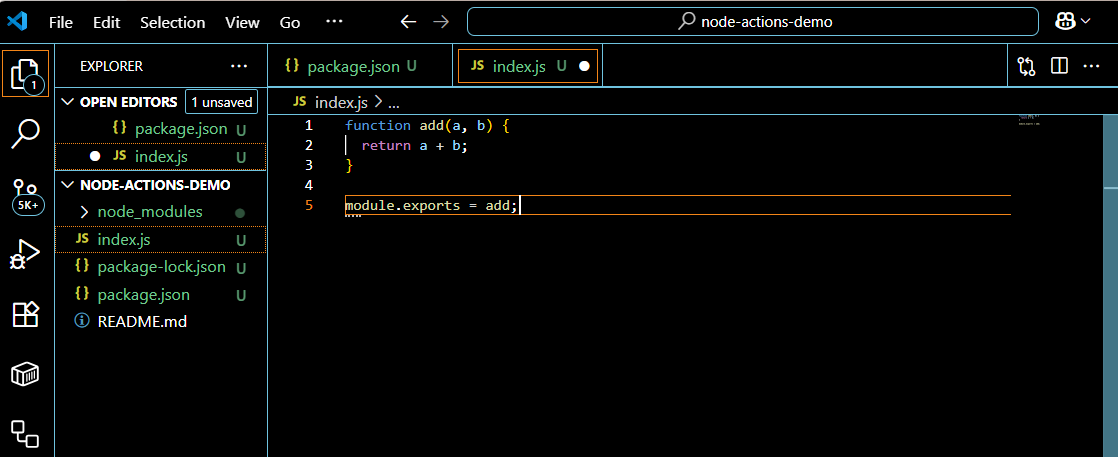 File Edit Selection View Go ··· node-actions-demo
EXPLORER ···
OPEN EDITORS 1 unsaved
{} package.json U
JS index.js U
NODE-ACTIONS-DEMO
node_modules
JS index.js U
{} package-lock.json U
{} package.json U
README.md
1
5K+
{} package.json U JS index.js U
JS index.js > ...
1 function add(a, b) {
2 return a + b;
3 }
4
5 module.exports = add;